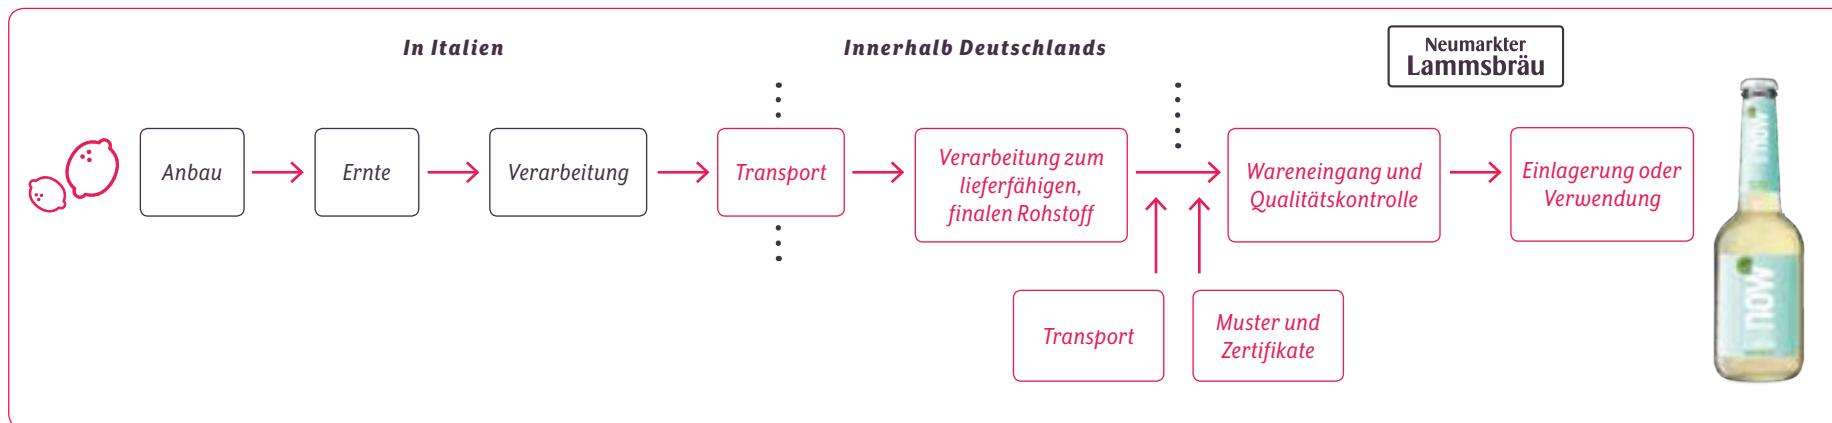 In Italien
Innerhalb Deutschlands
Neumarkter
Lammsbräu
Anbau
Ernte
Verarbeitung
Transport
Verarbeitung zum
lieferfähigen,
finalen Rohstoff
Wareneingang und
Qualitätskontrolle
Einlagerung oder
Verwendung
Transport
Muster und
Zertifikate
now
now